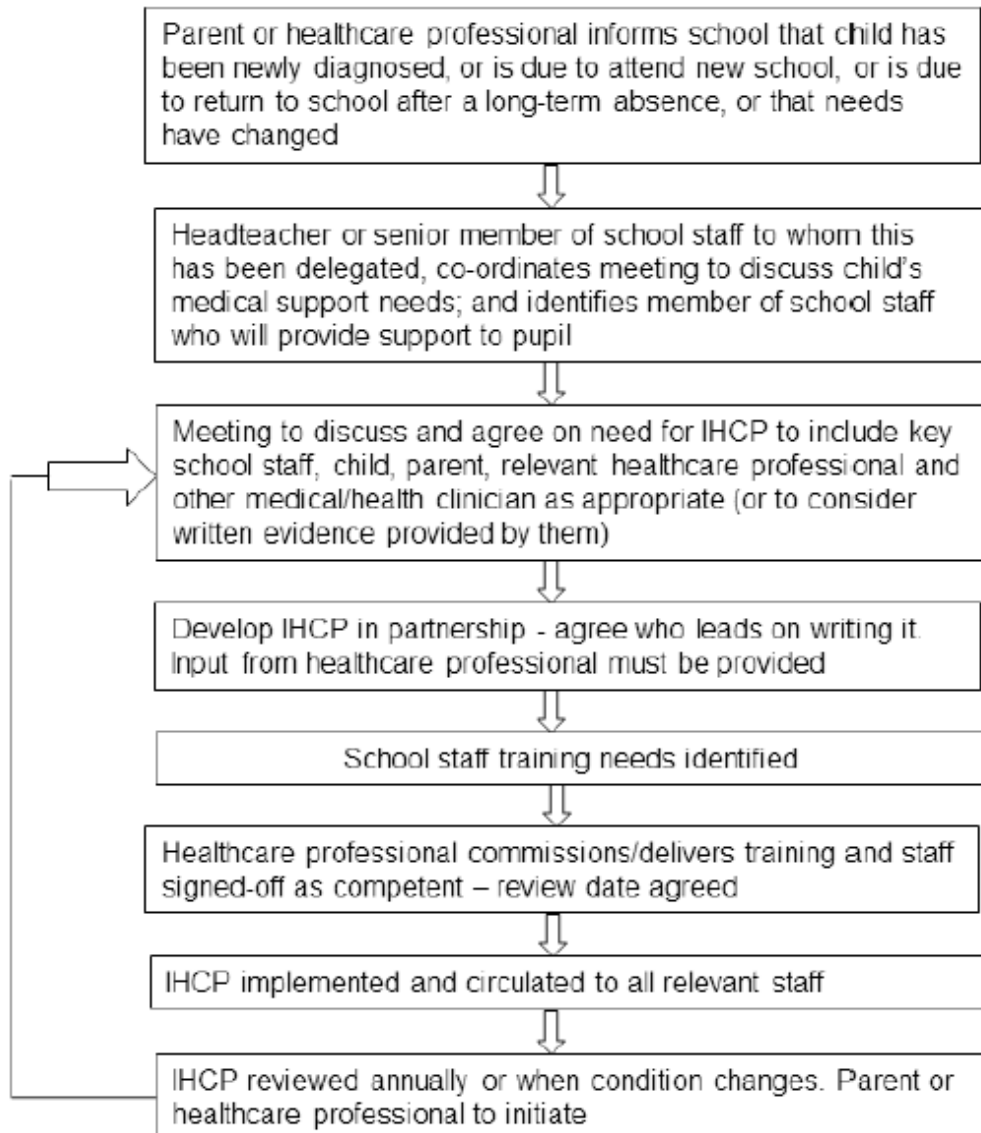 Parent or healthcare professional informs school that child has
been newly diagnosed, or is due to attend new school, or is due
to return to school after a long-term absence, or that needs
have changed
Headteacher or senior member of school staff to whom this
has been delegated, co-ordinates meeting to discuss child's
medical support needs; and identifies member of school staff
who will provide support to pupil
Meeting to discuss and agree on need for IHCP to include key
school staff, child, parent, relevant healthcare professional and
other medical/health clinician as appropriate (or to consider
written evidence provided by them)
Develop IHCP in partnership - agree who leads on writing it.
Input from healthcare professional must be provided
School staff training needs identified
Healthcare professional commissions/delivers training and staff
signed-off as competent – review date agreed
IHCP implemented and circulated to all relevant staff
IHCP reviewed annually or when condition changes. Parent or
healthcare professional to initiate